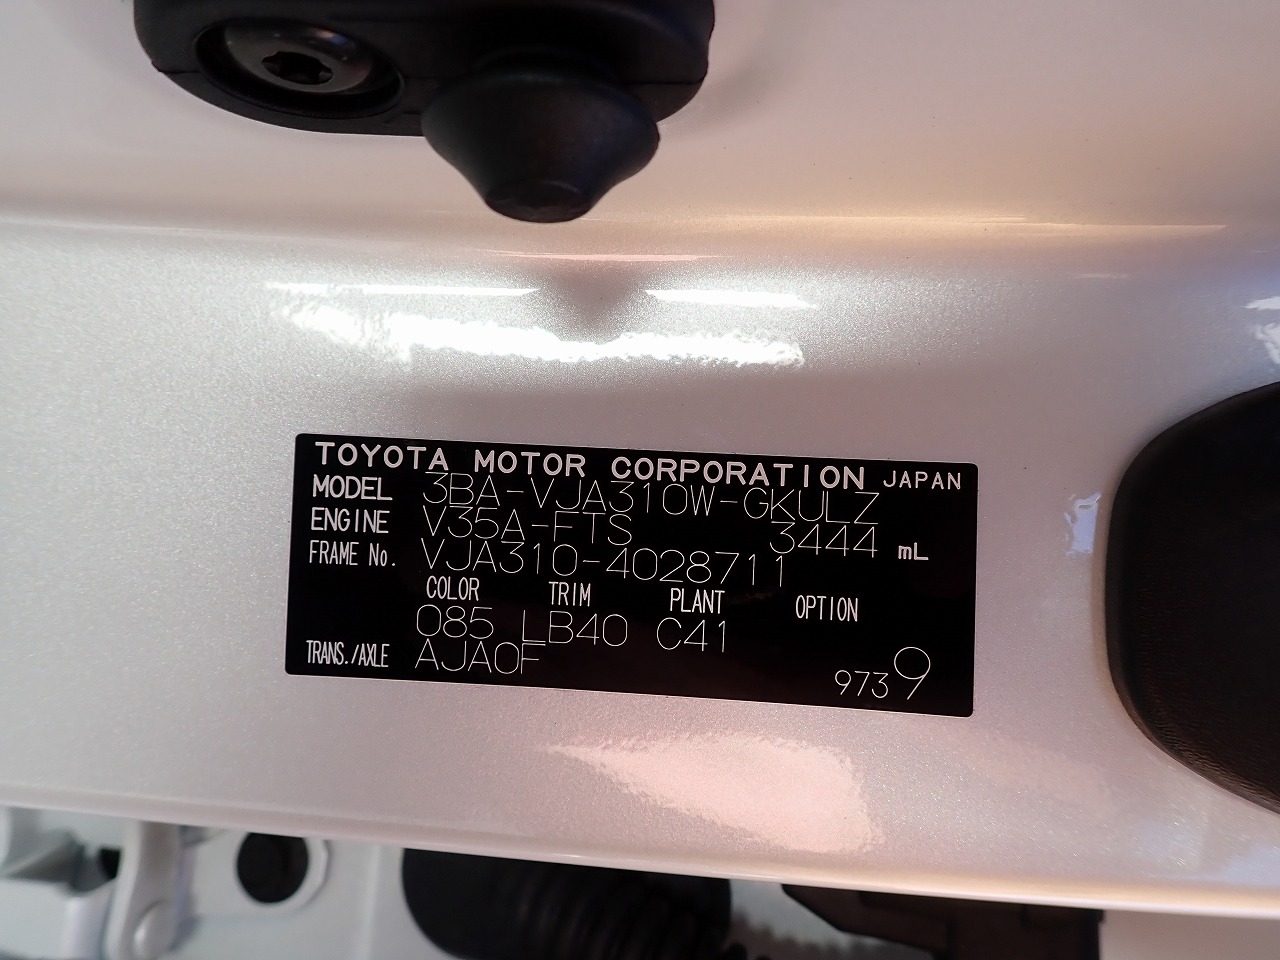 TOYOTA MOTOR CORPORATION JAPAN
MODEL 3BA-VJA310W-GKULZ
ENGINE V35A-FTS 3444 mL
FRAME No. VJA310-4028711
COLOR TRIM PLANT OPTION
085 LB40 C41
TRANS./AXLE AJA0F
9739